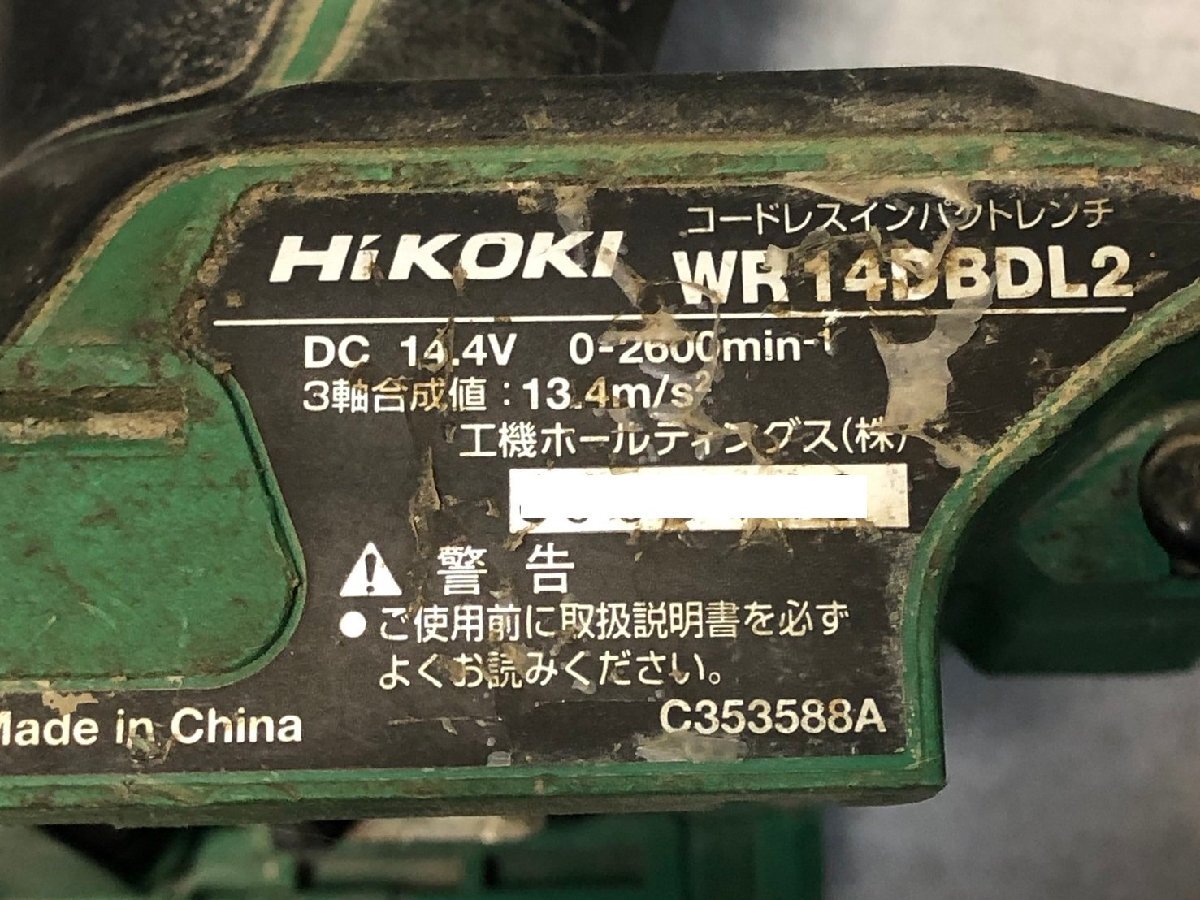 コードレスインパクトレンチ
HiKOKI WR14DBDL2
DC 14.4V 0-2600min-1
3軸合成値:13.4m/s2
工機ホールディングス(株)
警告
●ご使用前に取扱説明書を必ず
よくお読みください。
Made in China C353588A